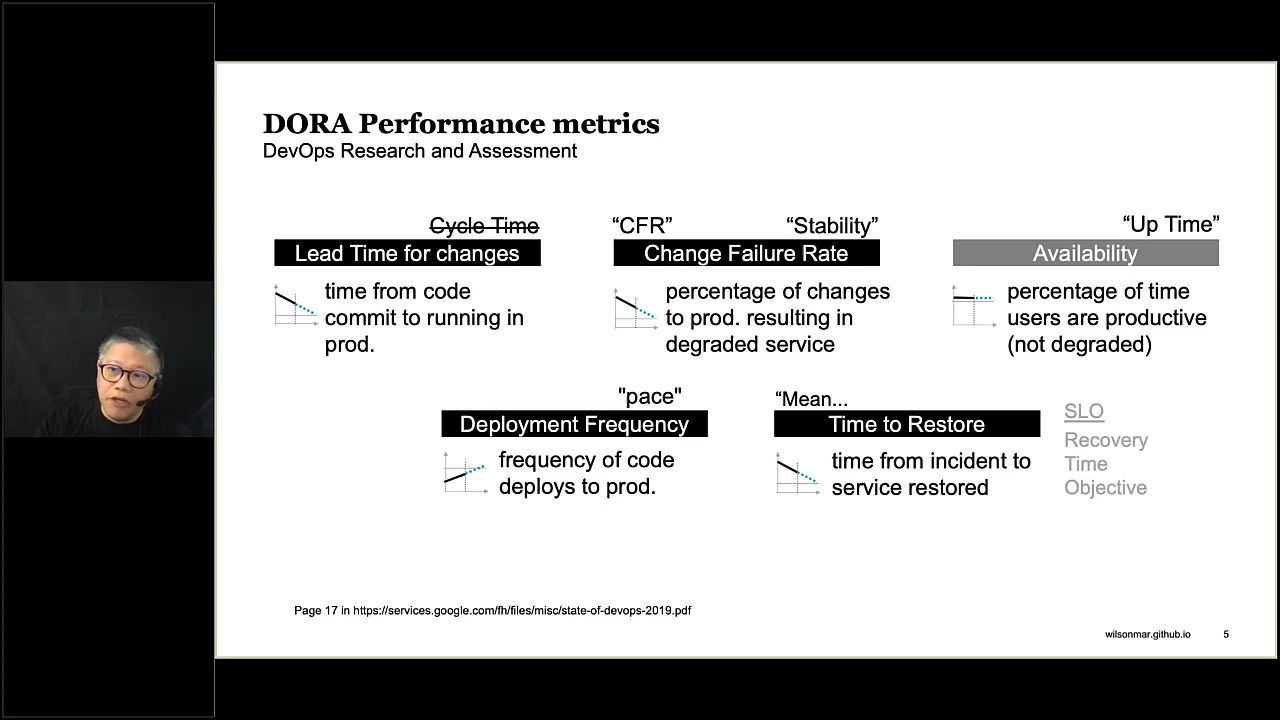 DORA Performance metrics
DevOps Research and Assessment
Cycle Time
Lead Time for changes
time from code
commit to running in
prod.
“CFR” “Stability”
Change Failure Rate
percentage of changes
to prod. resulting in
degraded service
“Up Time”
Availability
percentage of time
users are productive
(not degraded)
"pace"
Deployment Frequency
frequency of code
deploys to prod.
“Mean...
Time to Restore
time from incident to
service restored
SLO
Recovery
Time
Objective
Page 17 in https://services.google.com/fh/files/misc/state-of-devops-2019.pdf
wilsonmar.github.io 5